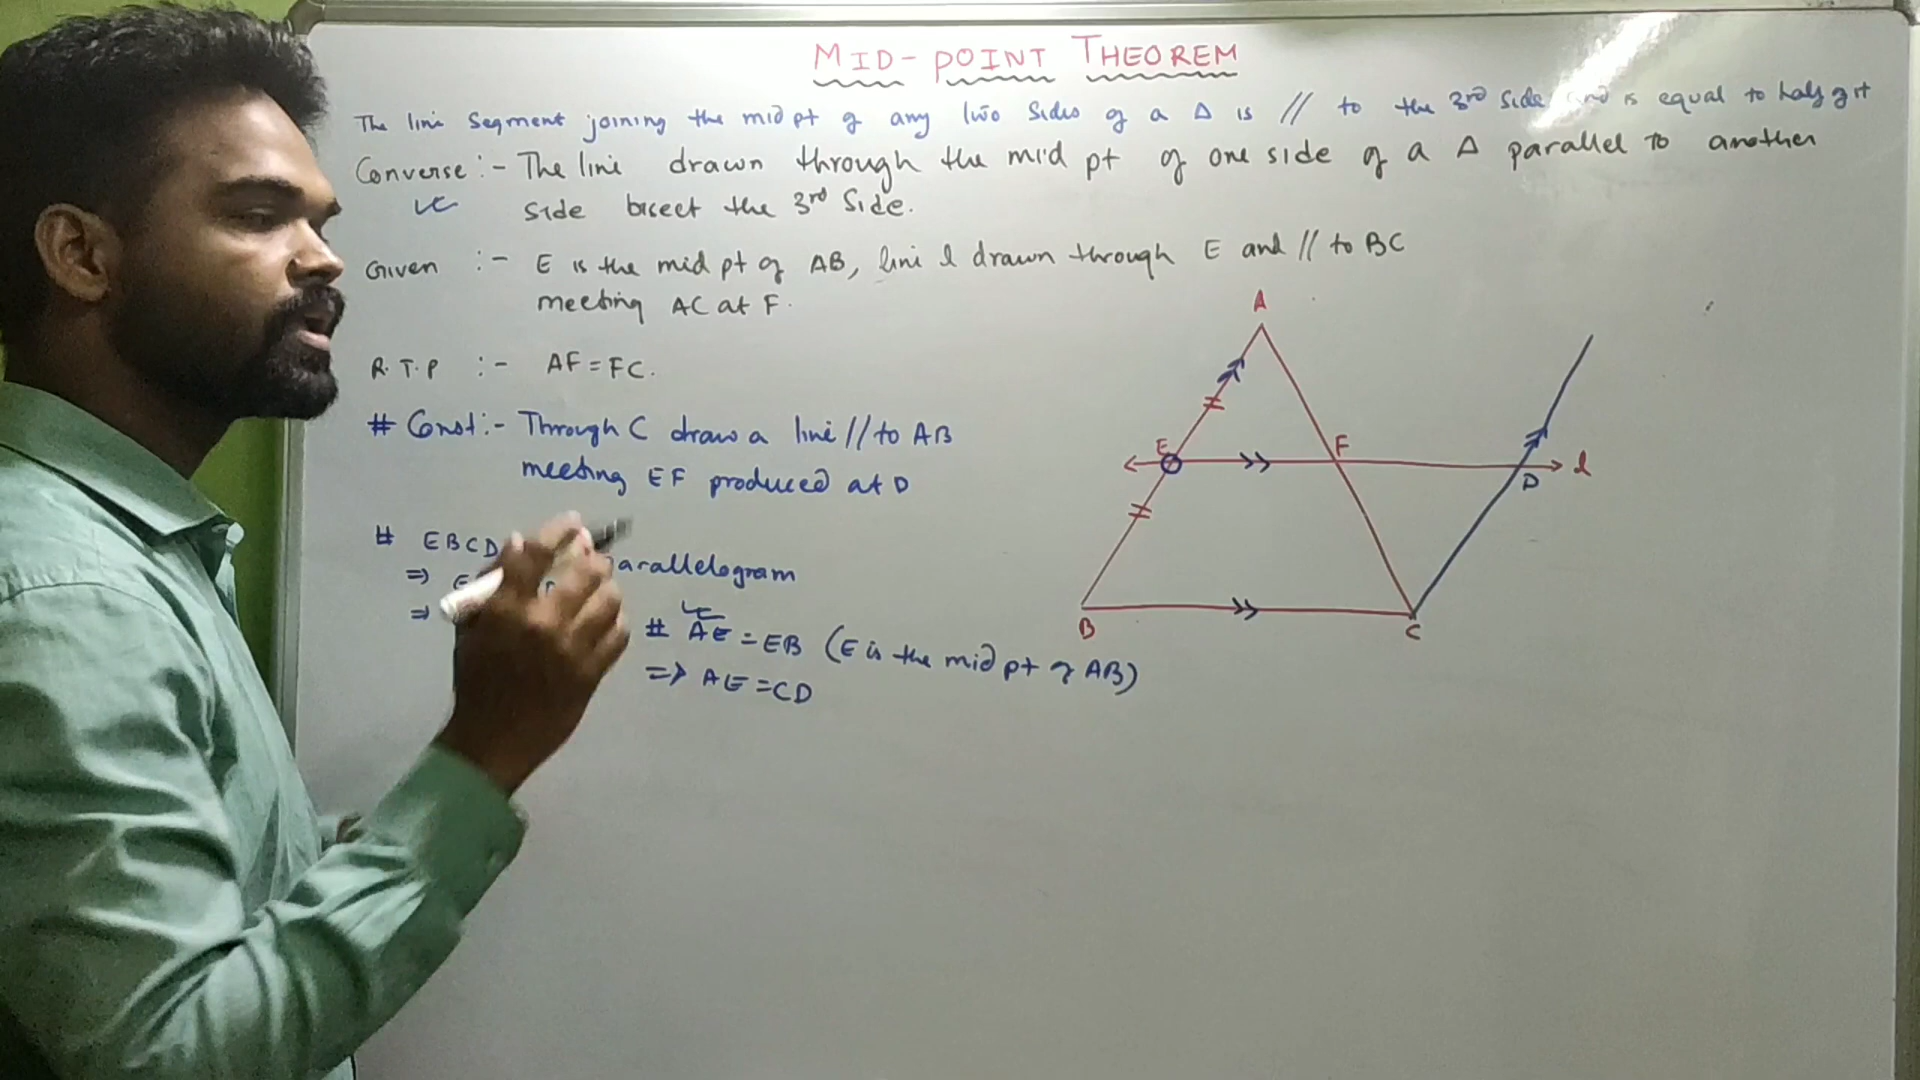 MID-POINT THEOREM
The line segment joining the mid pt of any two sides of a Δ is // to the 3rd side and is equal to half of it
Converse :- The line drawn through the mid pt of one side of a Δ parallel to another
side bisect the 3rd side.
Given :- E is the mid pt of AB, line l drawn through E and // to BC
meeting AC at F.
R.T.P :- AF=FC.
# Const:- Through C draw a line // to AB
meeting EF produced at D
# EBCD
arallelogram
⇒
⇒
# AE = EB (E is the mid pt of AB)
⇒ AE = CD
A
E
F
D
l
B
C